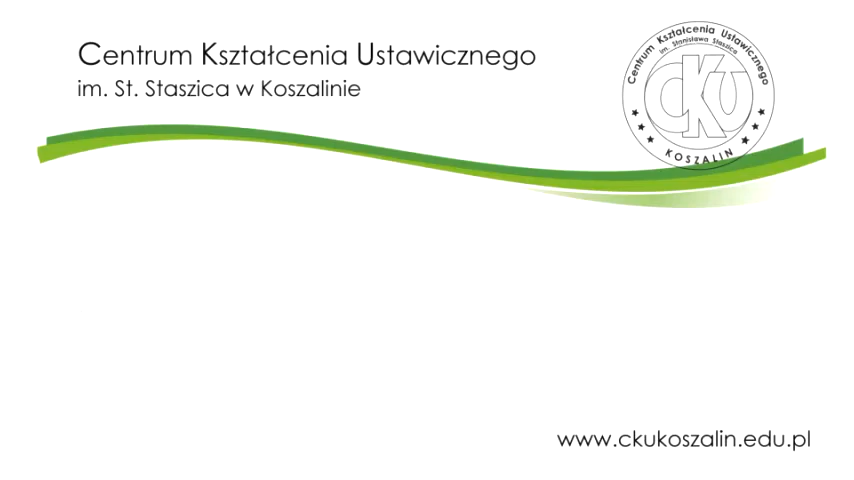 Centrum Kształcenia Ustawicznego
im. St. Staszica w Koszalinie
Centrum Kształcenia Ustawicznego
im. Stanisława Staszica
CKU
KOSZALIN
www.ckukoszalin.edu.pl